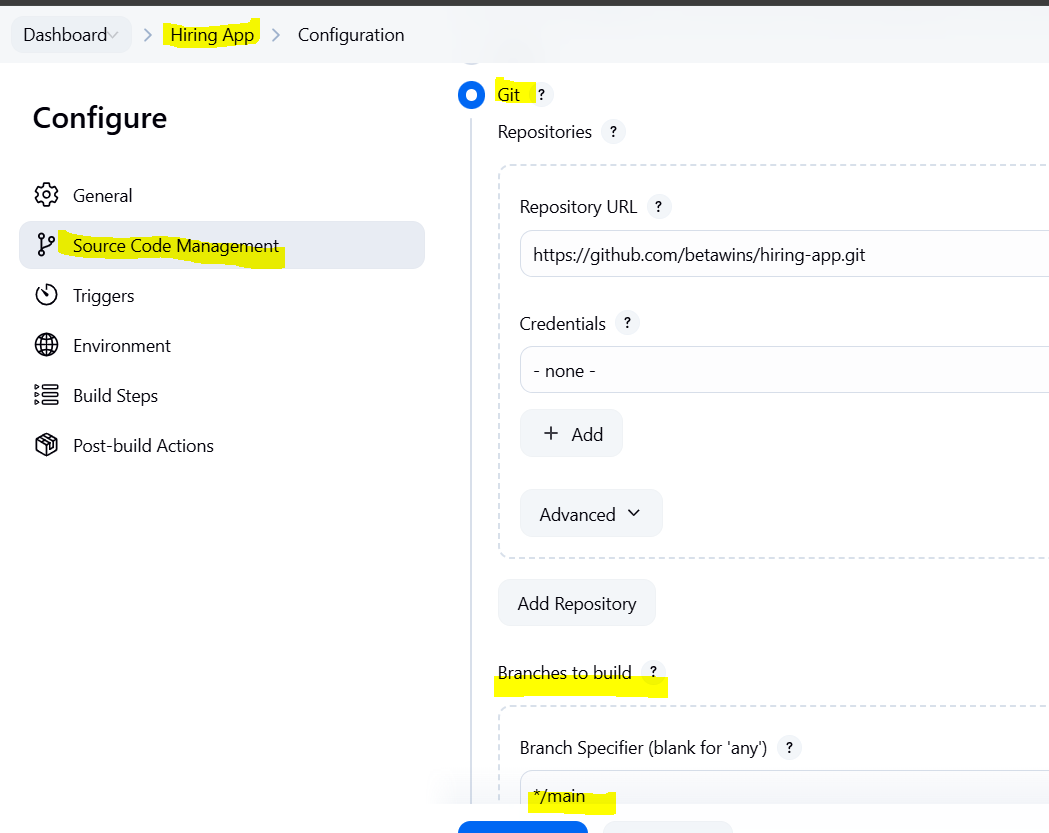 Dashboard > Hiring App > Configuration
Configure
General
Source Code Management
Triggers
Environment
Build Steps
Post-build Actions
Git ?
Repositories ?
Repository URL ?
https://github.com/betawins/hiring-app.git
Credentials ?
- none -
+ Add
Advanced
Add Repository
Branches to build ?
Branch Specifier (blank for 'any') ?
*/main